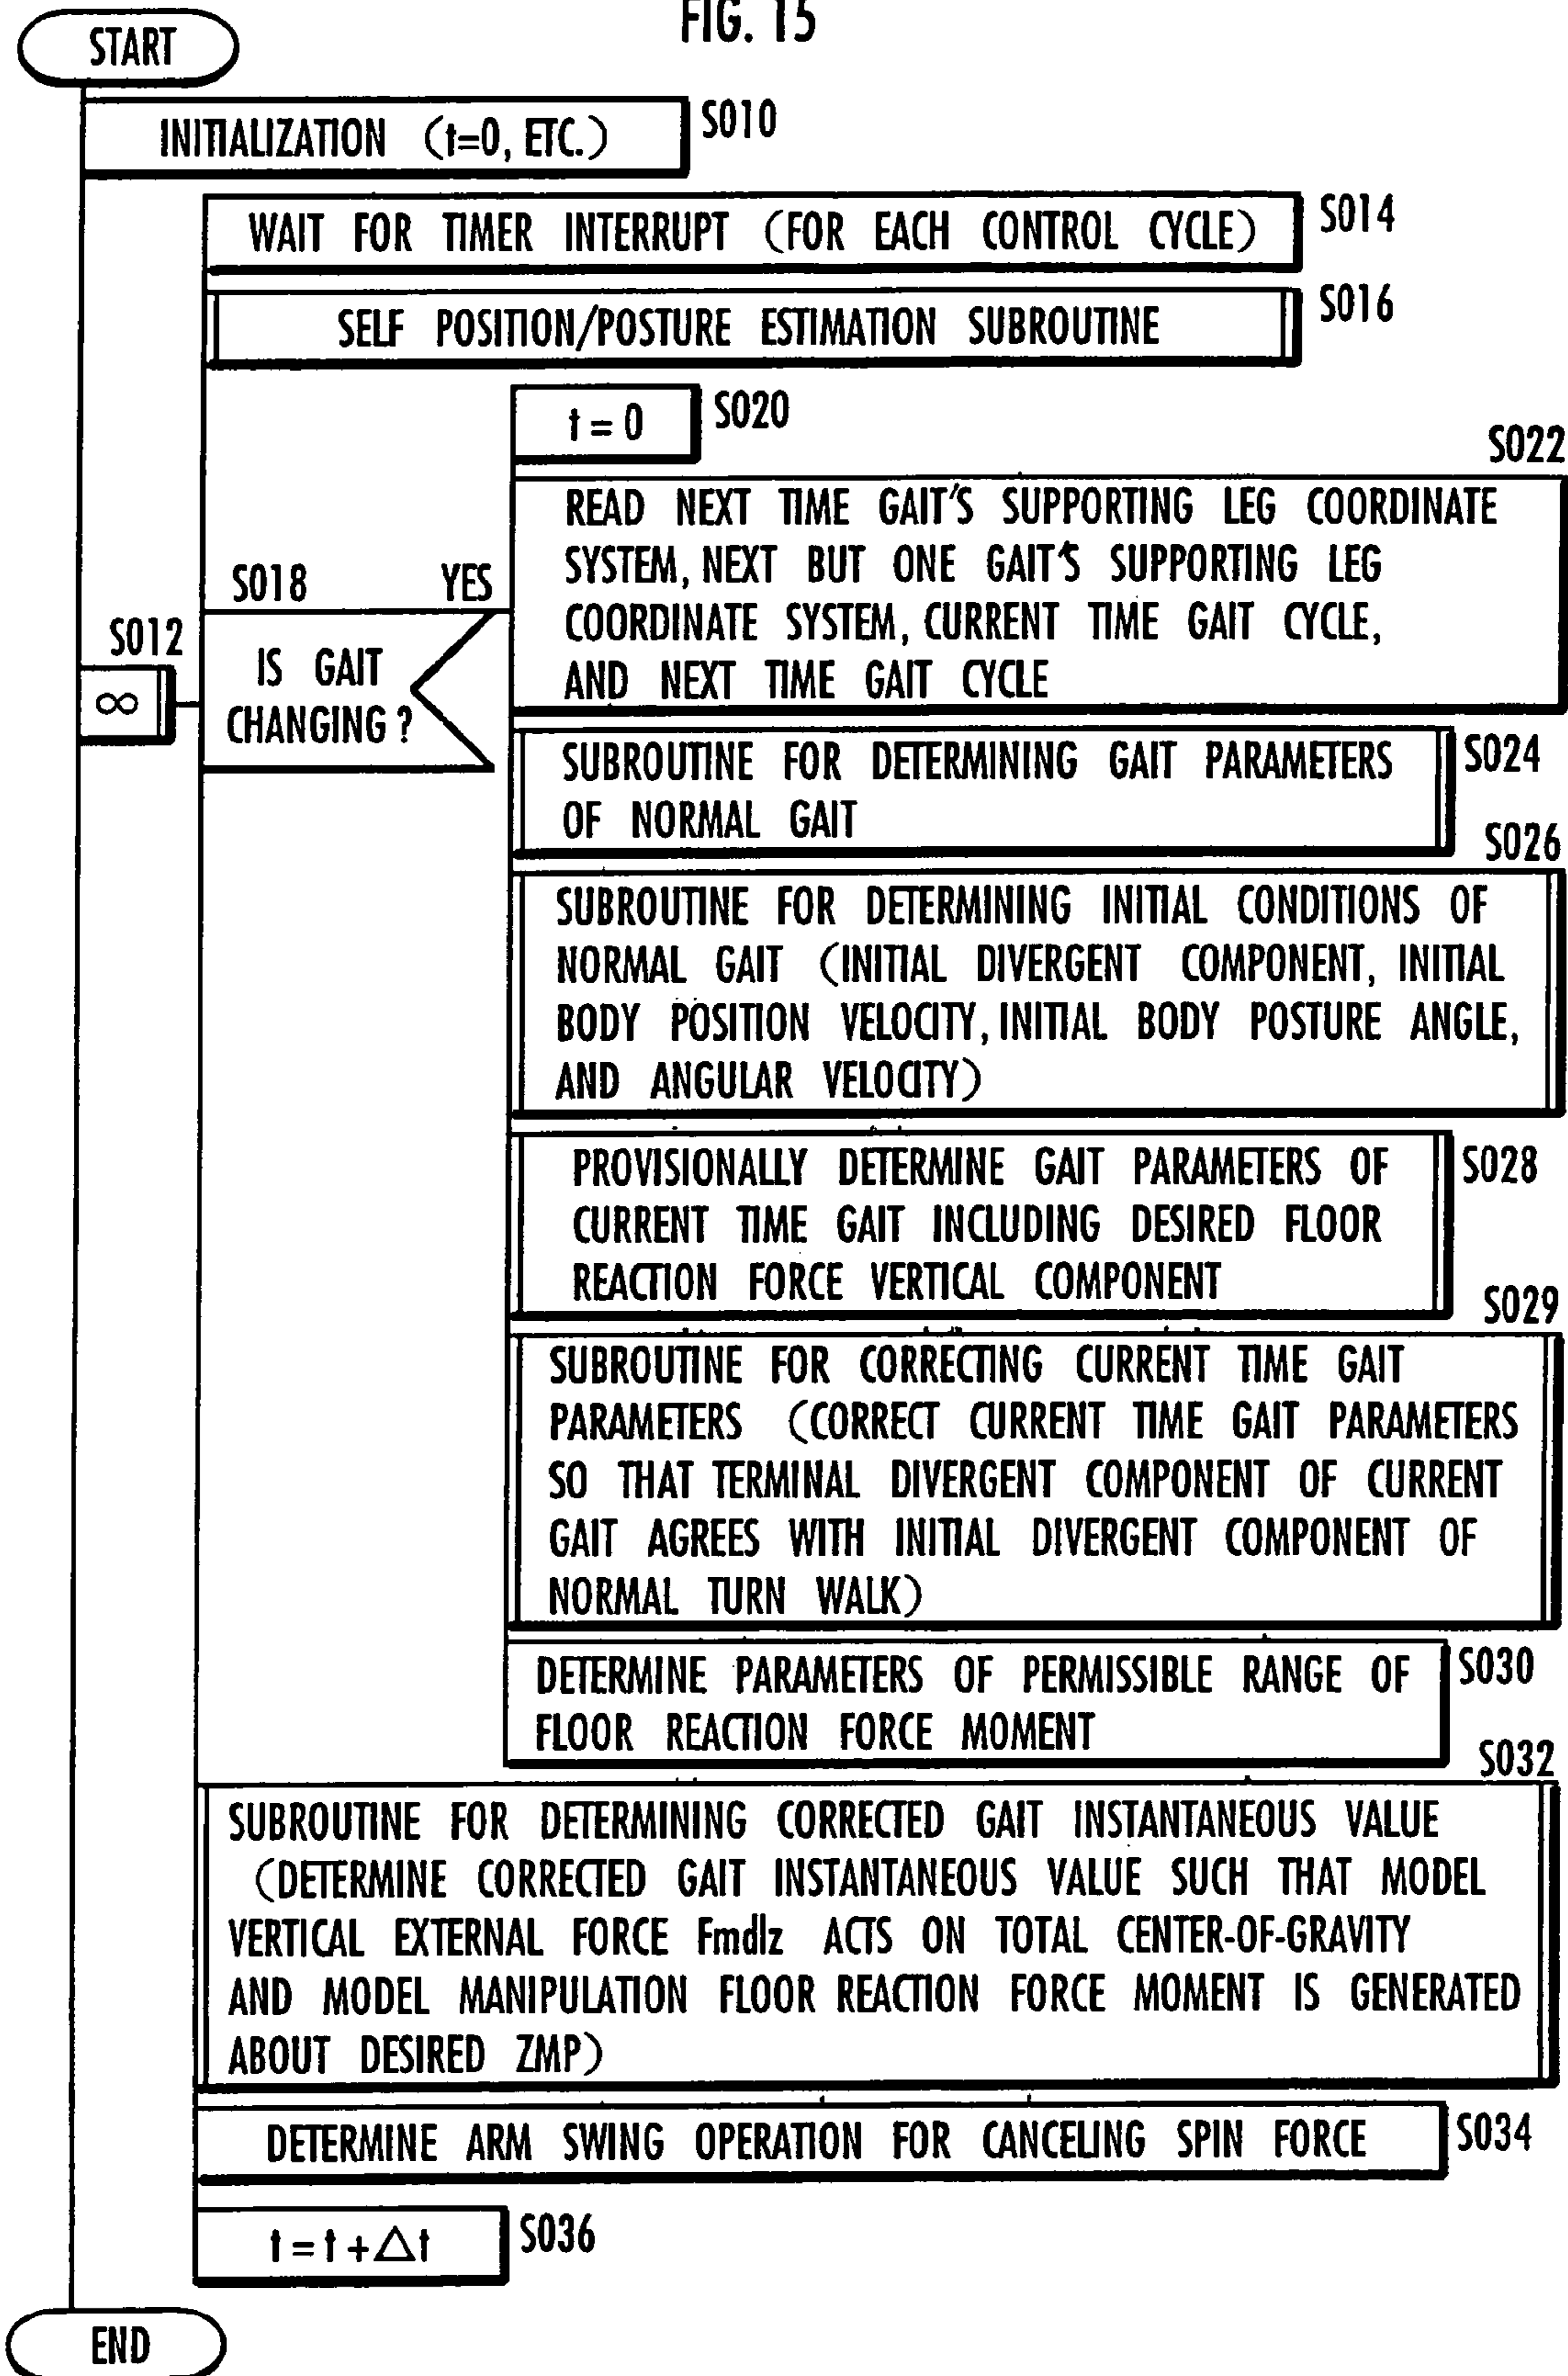 FIG. 15
START
INITIALIZATION (t=0, ETC.)
S010
WAIT FOR TIMER INTERRUPT (FOR EACH CONTROL CYCLE)
S014
SELF POSITION/POSTURE ESTIMATION SUBROUTINE
S016
t = 0
S020
S022
READ NEXT TIME GAIT'S SUPPORTING LEG COORDINATE
SYSTEM, NEXT BUT ONE GAIT'S SUPPORTING LEG
COORDINATE SYSTEM, CURRENT TIME GAIT CYCLE,
AND NEXT TIME GAIT CYCLE
S018
YES
IS GAIT
CHANGING?
S012
∞
SUBROUTINE FOR DETERMINING GAIT PARAMETERS
OF NORMAL GAIT
S024
S026
SUBROUTINE FOR DETERMINING INITIAL CONDITIONS OF
NORMAL GAIT (INITIAL DIVERGENT COMPONENT, INITIAL
BODY POSITION VELOCITY, INITIAL BODY POSTURE ANGLE,
AND ANGULAR VELOCITY)
PROVISIONALLY DETERMINE GAIT PARAMETERS OF
CURRENT TIME GAIT INCLUDING DESIRED FLOOR
REACTION FORCE VERTICAL COMPONENT
S028
S029
SUBROUTINE FOR CORRECTING CURRENT TIME GAIT
PARAMETERS (CORRECT CURRENT TIME GAIT PARAMETERS
SO THAT TERMINAL DIVERGENT COMPONENT OF CURRENT
GAIT AGREES WITH INITIAL DIVERGENT COMPONENT OF
NORMAL TURN WALK)
DETERMINE PARAMETERS OF PERMISSIBLE RANGE OF
FLOOR REACTION FORCE MOMENT
S030
S032
SUBROUTINE FOR DETERMINING CORRECTED GAIT INSTANTANEOUS VALUE
(DETERMINE CORRECTED GAIT INSTANTANEOUS VALUE SUCH THAT MODEL
VERTICAL EXTERNAL FORCE Fmdlz ACTS ON TOTAL CENTER-OF-GRAVITY
AND MODEL MANIPULATION FLOOR REACTION FORCE MOMENT IS GENERATED
ABOUT DESIRED ZMP)
DETERMINE ARM SWING OPERATION FOR CANCELING SPIN FORCE
S034
t = t + △t
S036
END